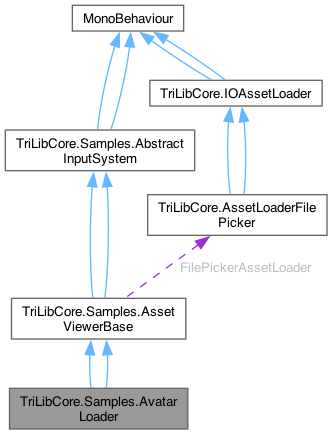 MonoBehaviour
TriLibCore.IOAssetLoader
TriLibCore.Samples.Abstract
InputSystem
TriLibCore.AssetLoaderFile
Picker
FilePickerAssetLoader
TriLibCore.Samples.Asset
ViewerBase
TriLibCore.Samples.Avatar
Loader